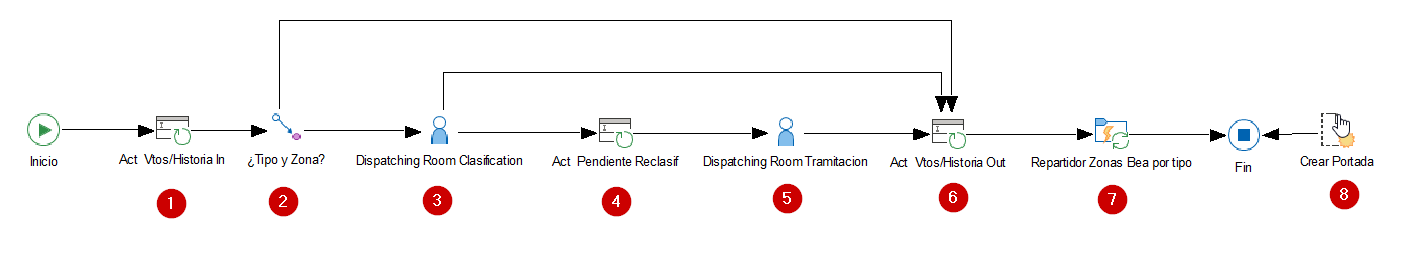 Inicio
Act Vtos/Historia In
¿Tipo y Zona?
Dispatching Room Clasification
Act Pendiente Reclasif
Dispatching Room Tramitacion
Act Vtos/Historia Out
Repartidor Zonas Bea por tipo
Fin
Crear Portada
1
2
3
4
5
6
7
8